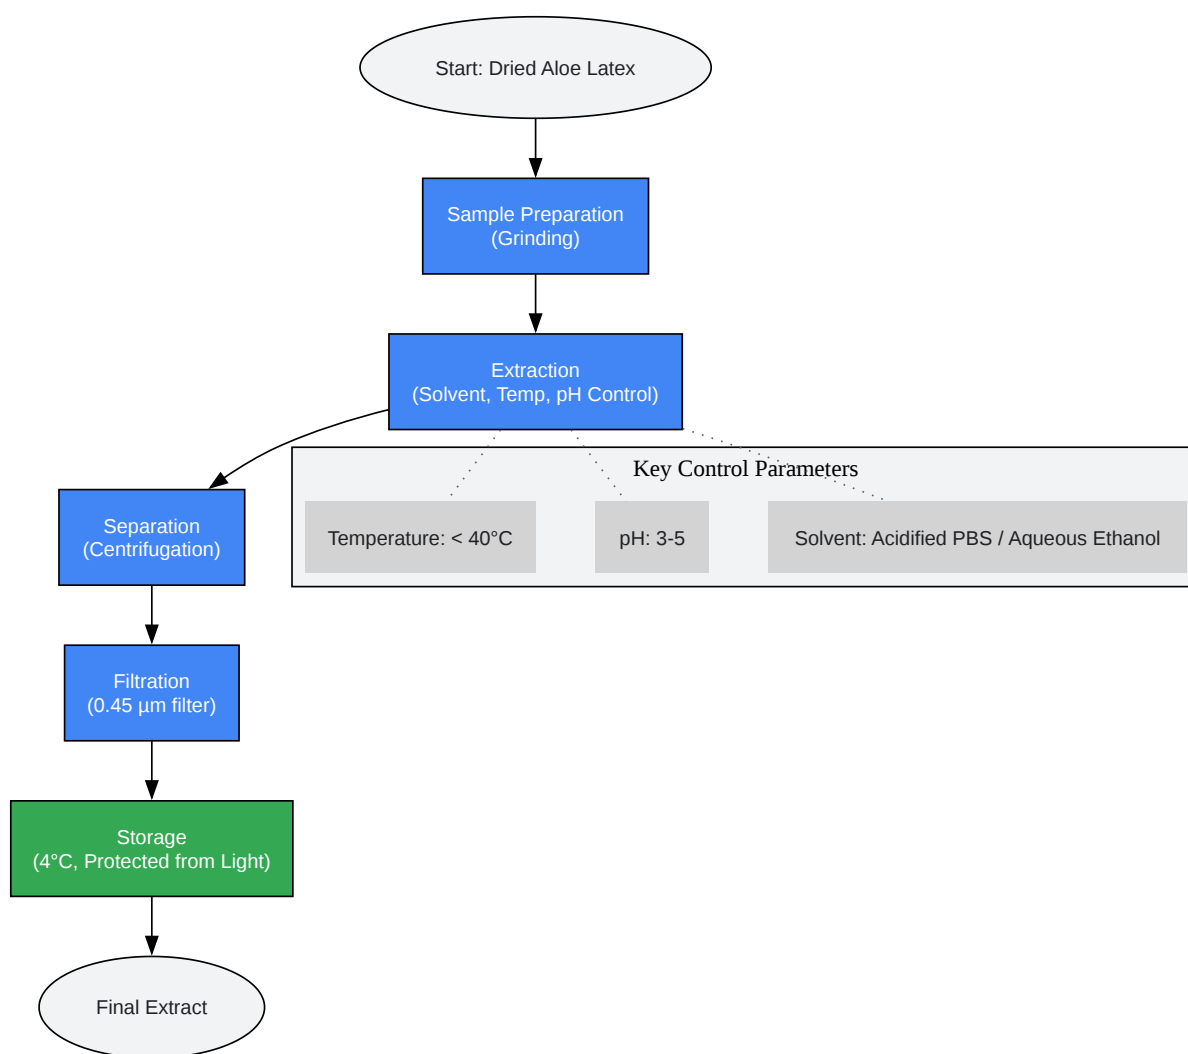 Start: Dried Aloe Latex
Sample Preparation
(Grinding)
Extraction
(Solvent, Temp, pH Control)
Key Control Parameters
Temperature: < 40°C
pH: 3-5
Solvent: Acidified PBS / Aqueous Ethanol
Separation
(Centrifugation)
Filtration
(0.45 µm filter)
Storage
(4°C, Protected from Light)
Final Extract